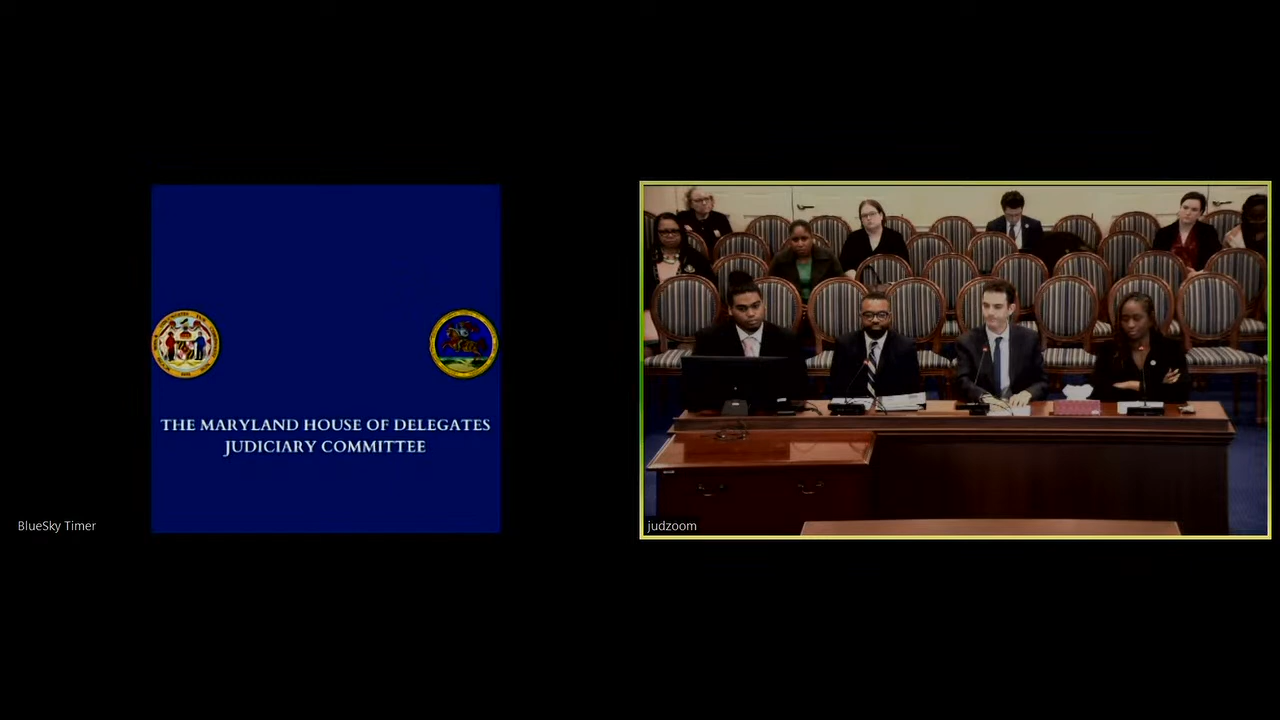 THE MARYLAND HOUSE OF DELEGATES
JUDICIARY COMMITTEE
BlueSky Timer
judzoom